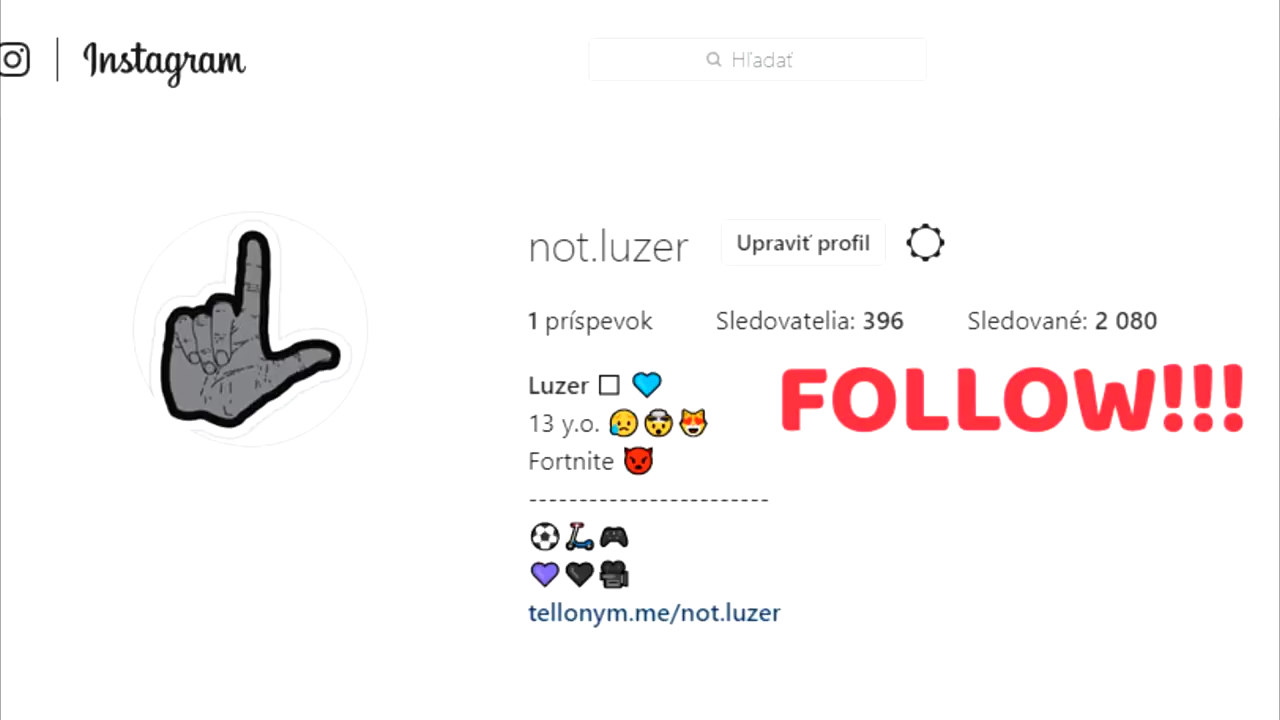 Instagram
Hľadať
not.luzer Upraviť profil
1 príspevok Sledovatelia: 396 Sledované: 2 080
Luzer
FOLLOW!!!
13 y.o.
Fortnite
------------------------
tellonym.me/not.luzer